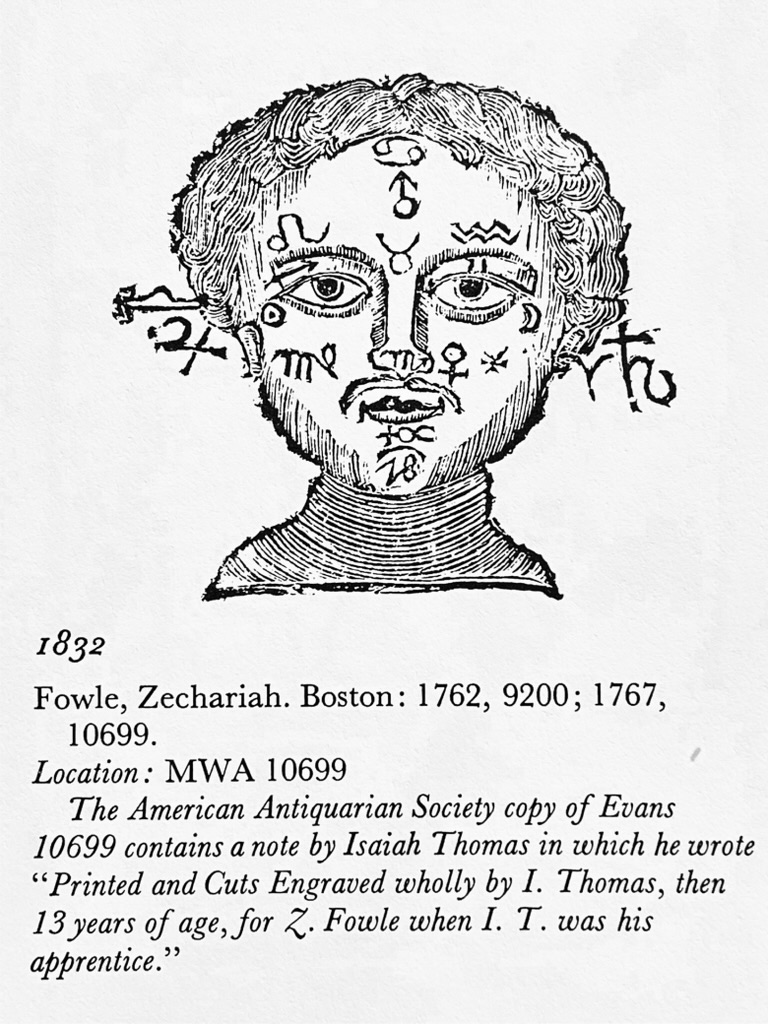 1832
Fowle, Zechariah. Boston: 1762, 9200; 1767,
10699.
Location: MWA 10699
The American Antiquarian Society copy of Evans
10699 contains a note by Isaiah Thomas in which he wrote
“Printed and Cuts Engraved wholly by I. Thomas, then
13 years of age, for Z. Fowle when I. T. was his
apprentice.”